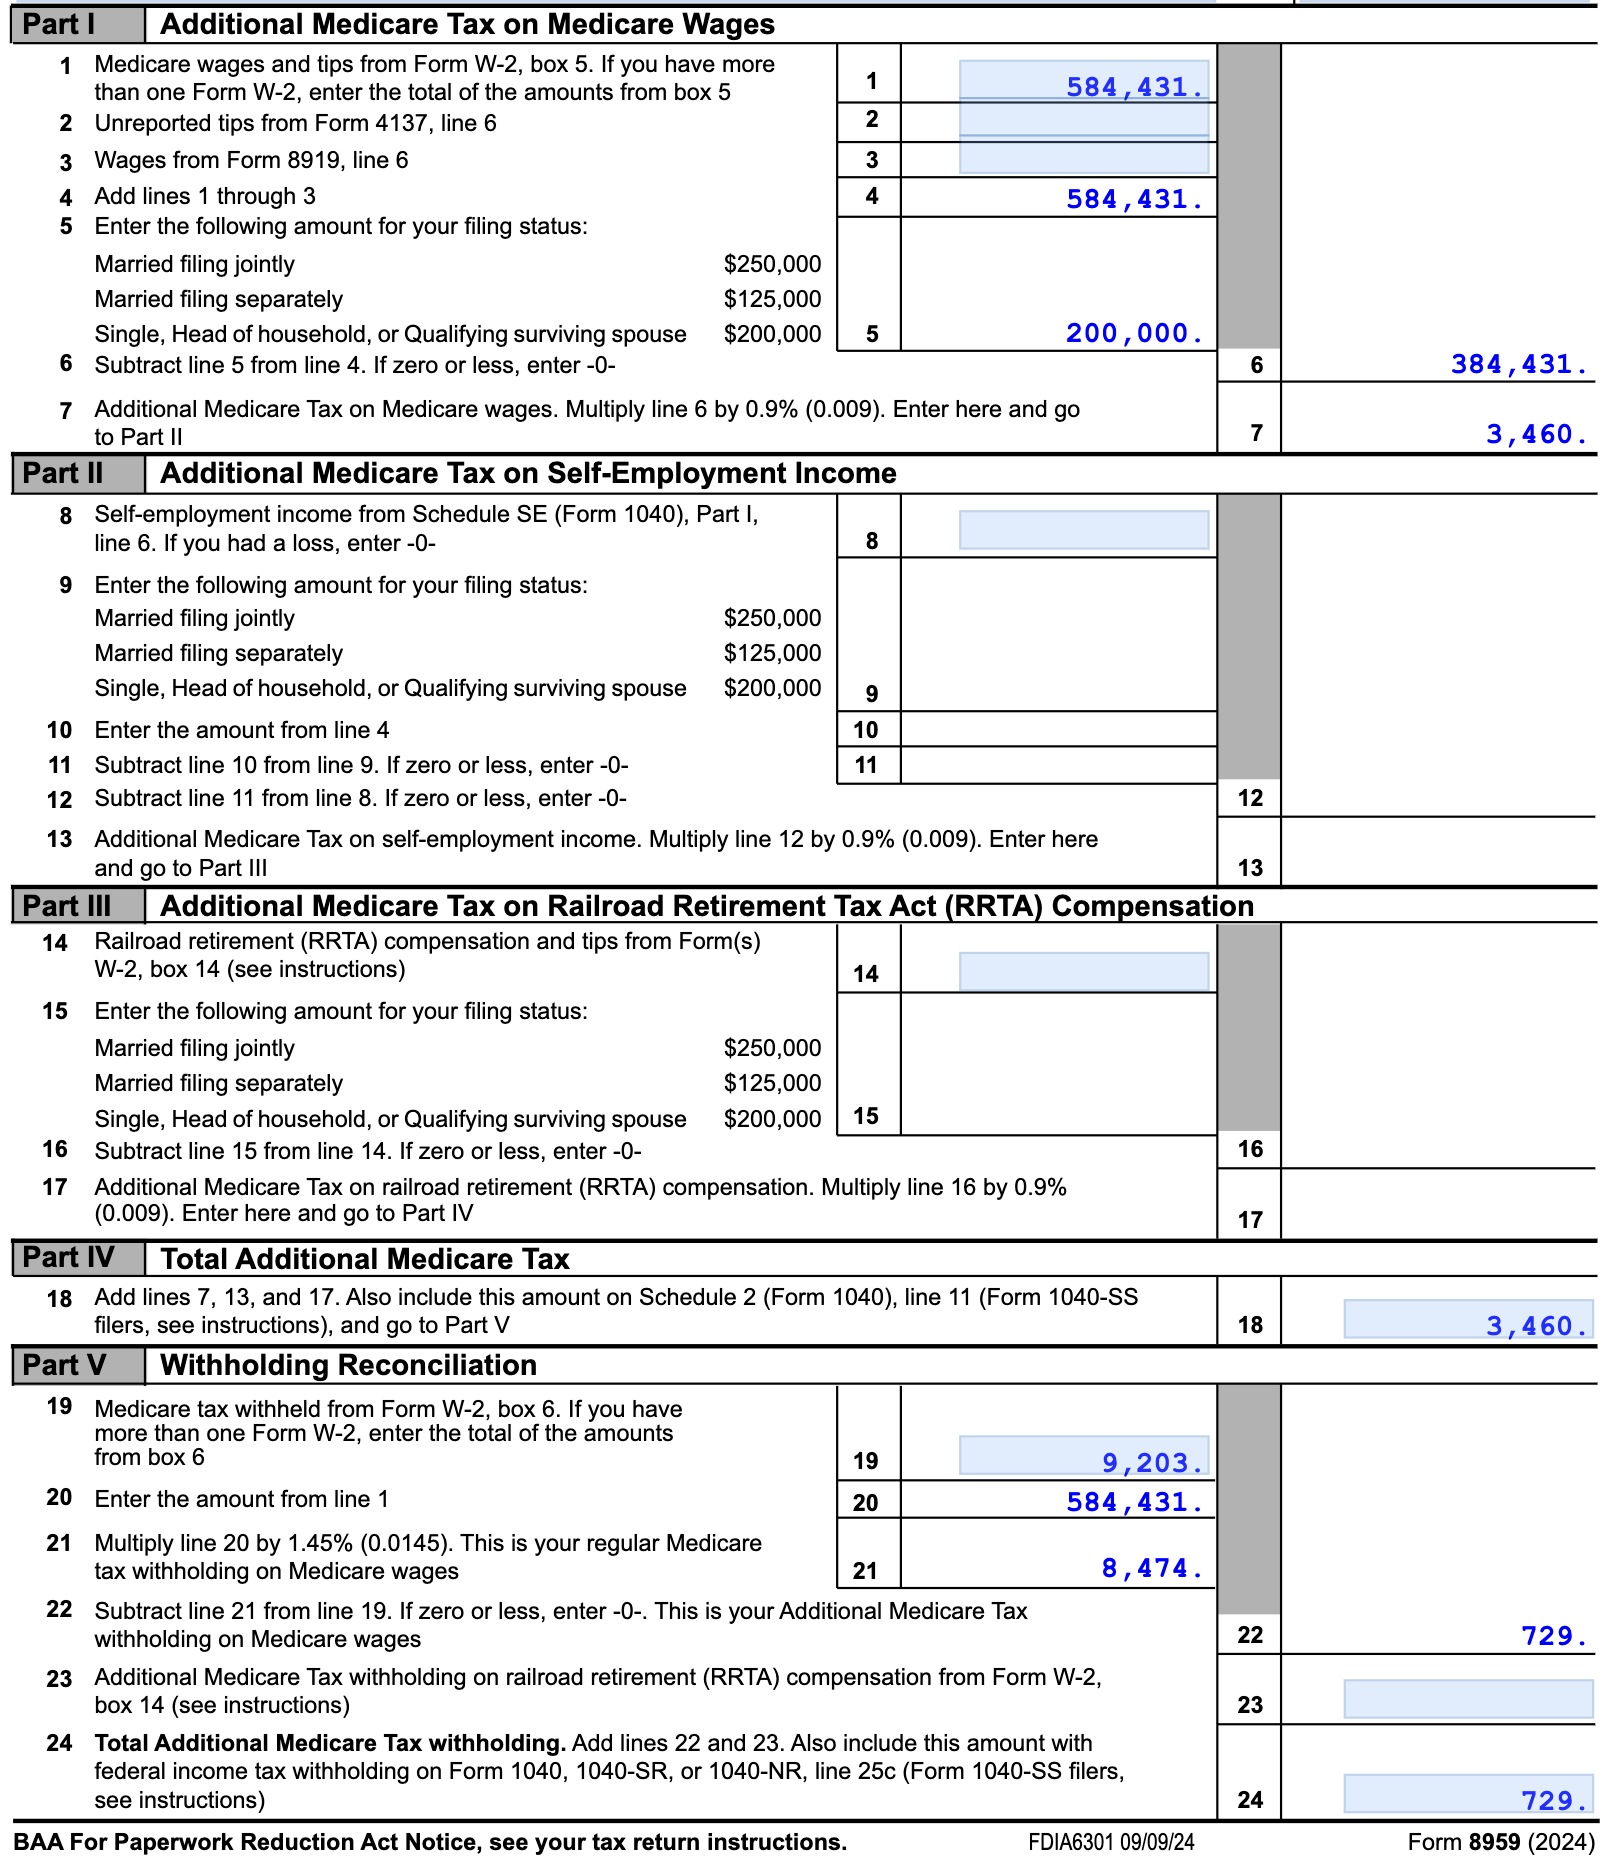 Part I Additional Medicare Tax on Medicare Wages
1 Medicare wages and tips from Form W-2, box 5. If you have more
than one Form W-2, enter the total of the amounts from box 5 1 584,431.
2 Unreported tips from Form 4137, line 6 2
3 Wages from Form 8919, line 6 3
4 Add lines 1 through 3 4 584,431.
5 Enter the following amount for your filing status:
Married filing jointly $250,000
Married filing separately $125,000
Single, Head of household, or Qualifying surviving spouse $200,000 5 200,000.
6 Subtract line 5 from line 4. If zero or less, enter -0- 6 384,431.
7 Additional Medicare Tax on Medicare wages. Multiply line 6 by 0.9% (0.009). Enter here and go
to Part II 7 3,460.
Part II Additional Medicare Tax on Self-Employment Income
8 Self-employment income from Schedule SE (Form 1040), Part I,
line 6. If you had a loss, enter -0- 8
9 Enter the following amount for your filing status:
Married filing jointly $250,000
Married filing separately $125,000
Single, Head of household, or Qualifying surviving spouse $200,000 9
10 Enter the amount from line 4 10
11 Subtract line 10 from line 9. If zero or less, enter -0- 11
12 Subtract line 11 from line 8. If zero or less, enter -0- 12
13 Additional Medicare Tax on self-employment income. Multiply line 12 by 0.9% (0.009). Enter here
and go to Part III 13
Part III Additional Medicare Tax on Railroad Retirement Tax Act (RRTA) Compensation
14 Railroad retirement (RRTA) compensation and tips from Form(s)
W-2, box 14 (see instructions) 14
15 Enter the following amount for your filing status:
Married filing jointly $250,000
Married filing separately $125,000
Single, Head of household, or Qualifying surviving spouse $200,000 15
16 Subtract line 15 from line 14. If zero or less, enter -0- 16
17 Additional Medicare Tax on railroad retirement (RRTA) compensation. Multiply line 16 by 0.9%
(0.009). Enter here and go to Part IV 17
Part IV Total Additional Medicare Tax
18 Add lines 7, 13, and 17. Also include this amount on Schedule 2 (Form 1040), line 11 (Form 1040-SS
filers, see instructions), and go to Part V 18 3,460.
Part V Withholding Reconciliation
19 Medicare tax withheld from Form W-2, box 6. If you have
more than one Form W-2, enter the total of the amounts
from box 6 19 9,203.
20 Enter the amount from line 1 20 584,431.
21 Multiply line 20 by 1.45% (0.0145). This is your regular Medicare
tax withholding on Medicare wages 21 8,474.
22 Subtract line 21 from line 19. If zero or less, enter -0-. This is your Additional Medicare Tax
withholding on Medicare wages 22 729.
23 Additional Medicare Tax withholding on railroad retirement (RRTA) compensation from Form W-2,
box 14 (see instructions) 23
24 Total Additional Medicare Tax withholding. Add lines 22 and 23. Also include this amount with
federal income tax withholding on Form 1040, 1040-SR, or 1040-NR, line 25c (Form 1040-SS filers,
see instructions) 24 729.
BAA For Paperwork Reduction Act Notice, see your tax return instructions. FDIA6301 09/09/24 Form 8959 (2024)